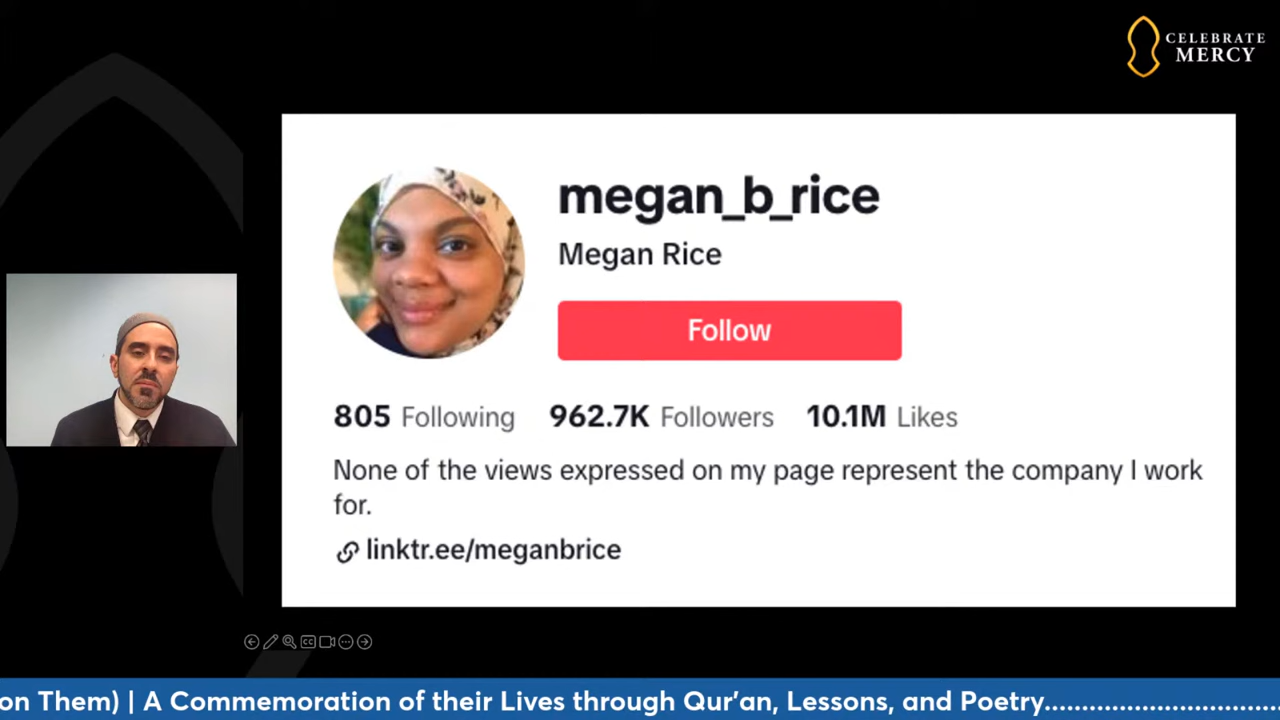 CELEBRATE
MERCY
megan_b_rice
Megan Rice
Follow
805 Following 962.7K Followers 10.1M Likes
None of the views expressed on my page represent the company I work
for.
linktr.ee/meganbrice
CC
on Them) | A Commemoration of their Lives through Qur’an, Lessons, and Poetry...............................................